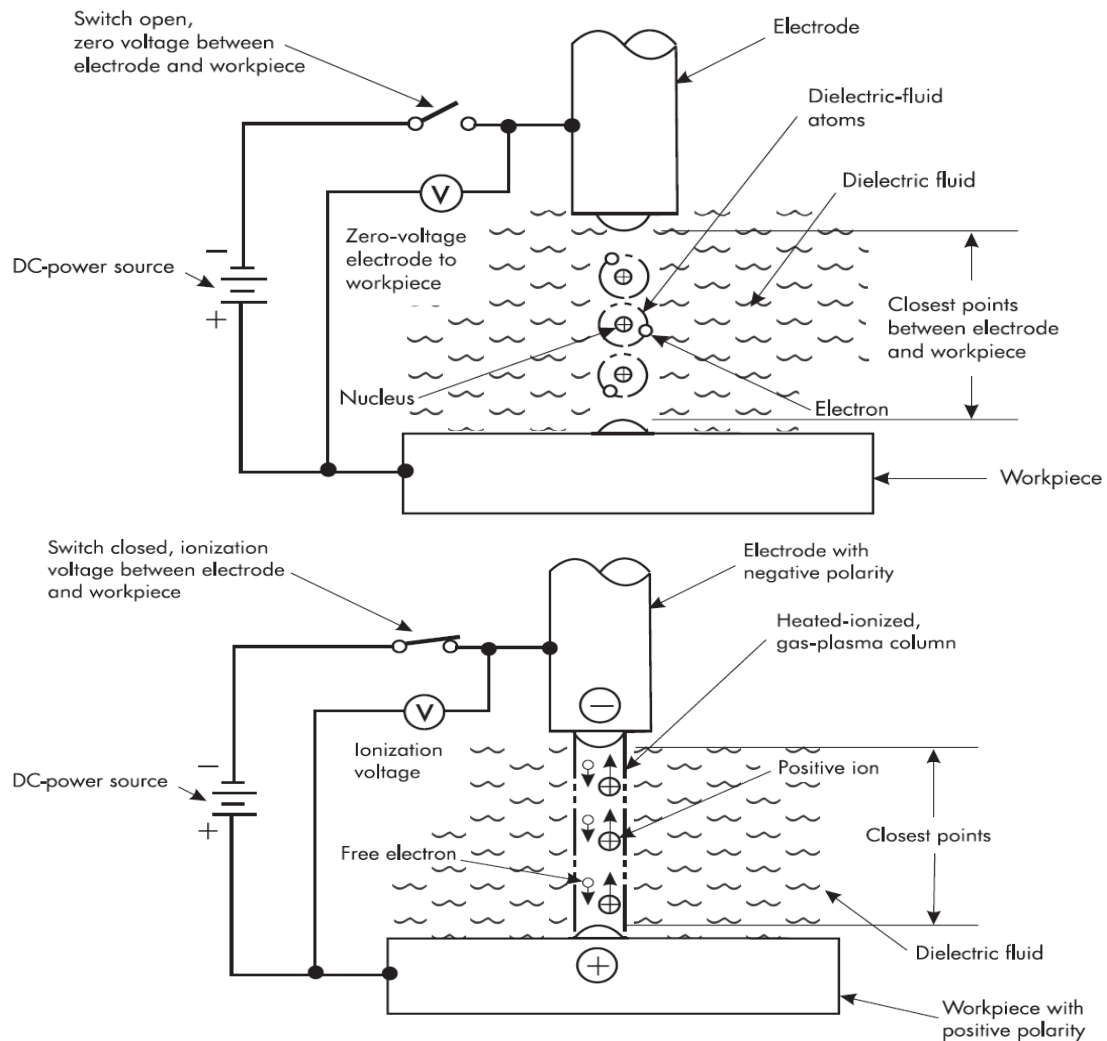 Switch open,
zero voltage between
electrode and workpiece
Electrode
Dielectric-fluid
atoms
Dielectric fluid
V
Zero-voltage
electrode to
workpiece
−
DC-power source
+
Closest points
between electrode
and workpiece
Nucleus
Electron
Workpiece
Switch closed, ionization
voltage between electrode
and workpiece
Electrode with
negative polarity
Heated-ionized,
gas-plasma column
−
V
Ionization
voltage
Positive ion
−
DC-power source
+
Closest points
Free electron
Dielectric fluid
+
Workpiece with
positive polarity